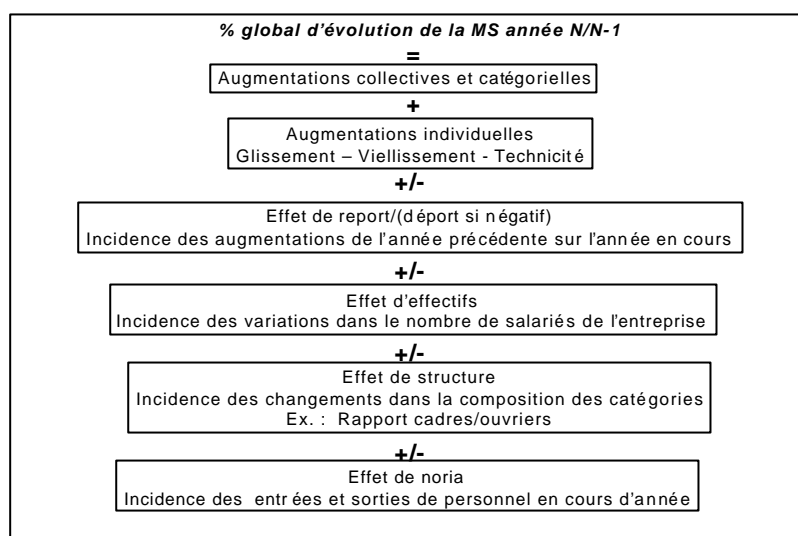 % global d'évolution de la MS année N/N-1
=
Augmentations collectives et catégorielles
+
Augmentations individuelles
Glissement – Viellissement - Technicité
+/-
Effet de report/(déport si négatif)
Incidence des augmentations de l'année précédente sur l'année en cours
+/-
Effet d'effectifs
Incidence des variations dans le nombre de salariés de l'entreprise
+/-
Effet de structure
Incidence des changements dans la composition des catégories
Ex. : Rapport cadres/ouvriers
+/-
Effet de noria
Incidence des entrées et sorties de personnel en cours d'année